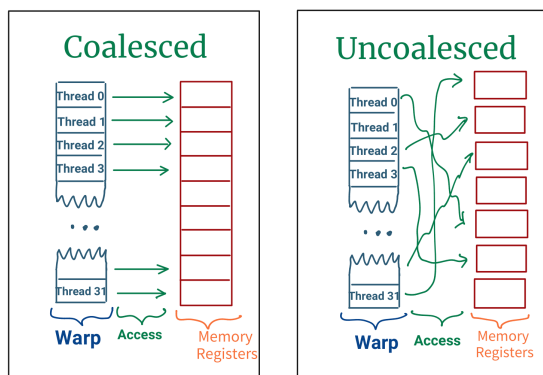 Coalesced
Thread 0
Thread 1
Thread 2
Thread 3
Thread 31
Warp
Access
Memory
Registers
Uncoalesced
Thread 0
Thread 1
Thread 2
Thread 3
Thread 31
Warp
Access
Memory
Registers